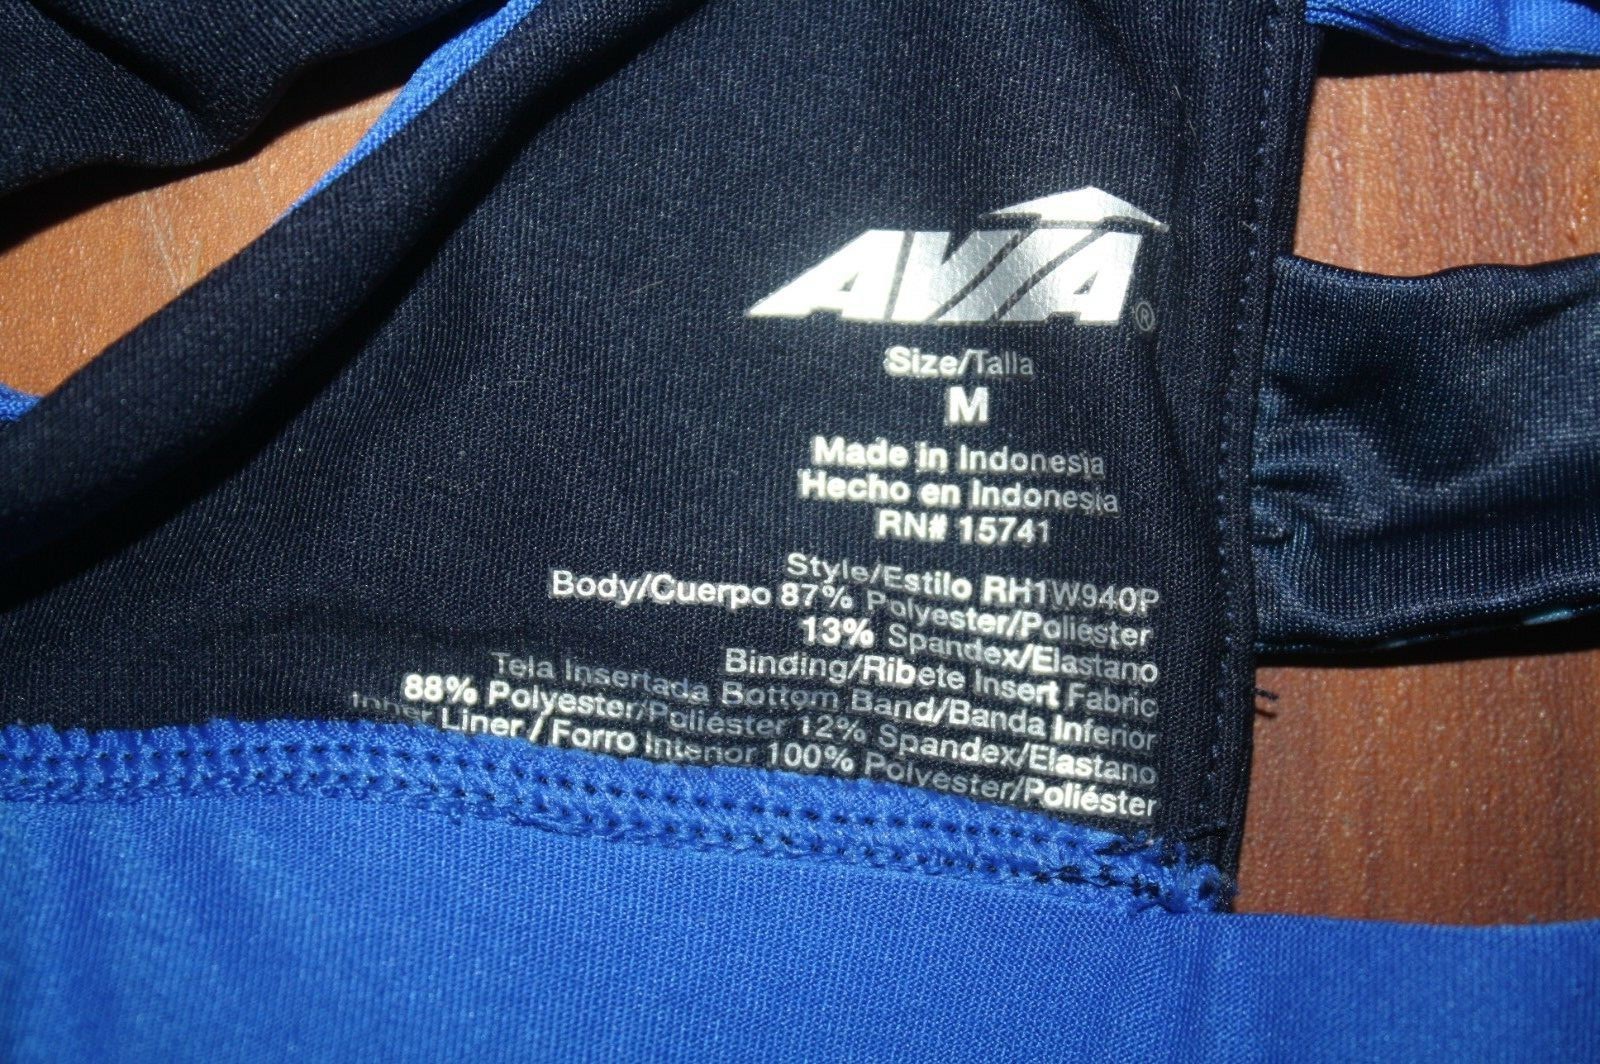 AVIA®
Size/Talla
M
Made in Indonesia
Hecho en Indonesia
RN# 15741
Style/Estilo RH1W940P
Body/Cuerpo 87% Polyester/Poliéster
13% Spandex/Elastano
Binding/Ribete Insert Fabric
Tela Insertada Bottom Band/Banda Inferior
88% Polyester/Poliéster 12% Spandex/Elastano
Inner Liner / Forro Interior 100% Polyester/Poliéster